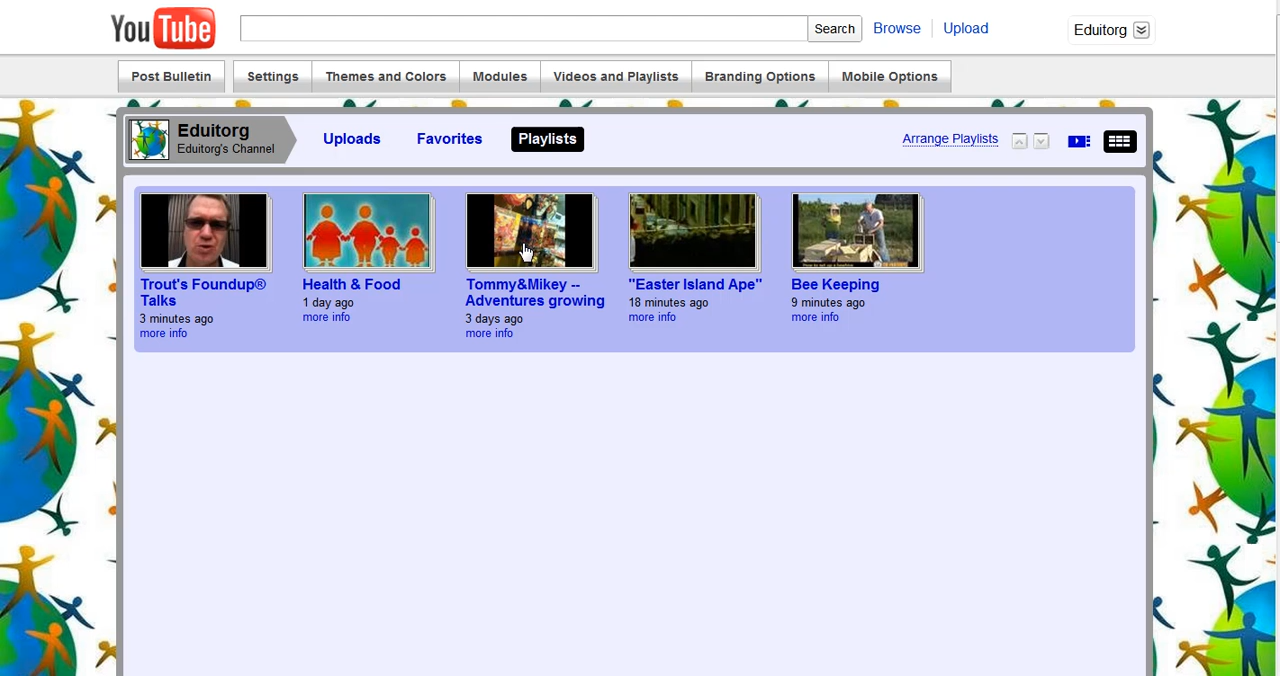 YouTube
Search
Browse
Upload
Eduitorg
Post Bulletin
Settings
Themes and Colors
Modules
Videos and Playlists
Branding Options
Mobile Options
Eduitorg
Eduitorg's Channel
Uploads
Favorites
Playlists
Arrange Playlists
Trout's Foundup®
Talks
3 minutes ago
more info
Health & Food
1 day ago
more info
Tommy&Mikey --
Adventures growing
3 days ago
more info
"Easter Island Ape"
18 minutes ago
more info
Bee Keeping
9 minutes ago
more info